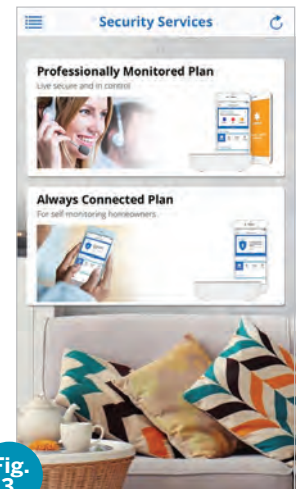 Security Services
Professionally Monitored Plan
Live secure and in control
Always Connected Plan
For self monitoring homeowners
Fig.
3